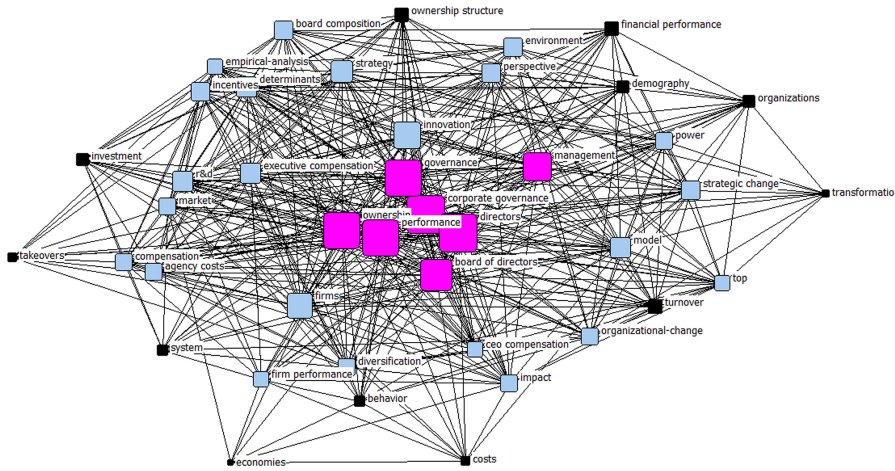 ownership structure
board composition
financial performance
environment
empirical-analysis
strategy
perspective
determinants
incentives
demography
organizations
innovation
power
investment
executive compensation
governance
management
r&d
strategic change
transformatio
market
corporate governance
ownership
directors
performance
model
takeovers
compensation
agency costs
board of directors
top
firms
turnover
organizational-change
system
ceo compensation
diversification
firm performance
impact
behavior
economies
costs